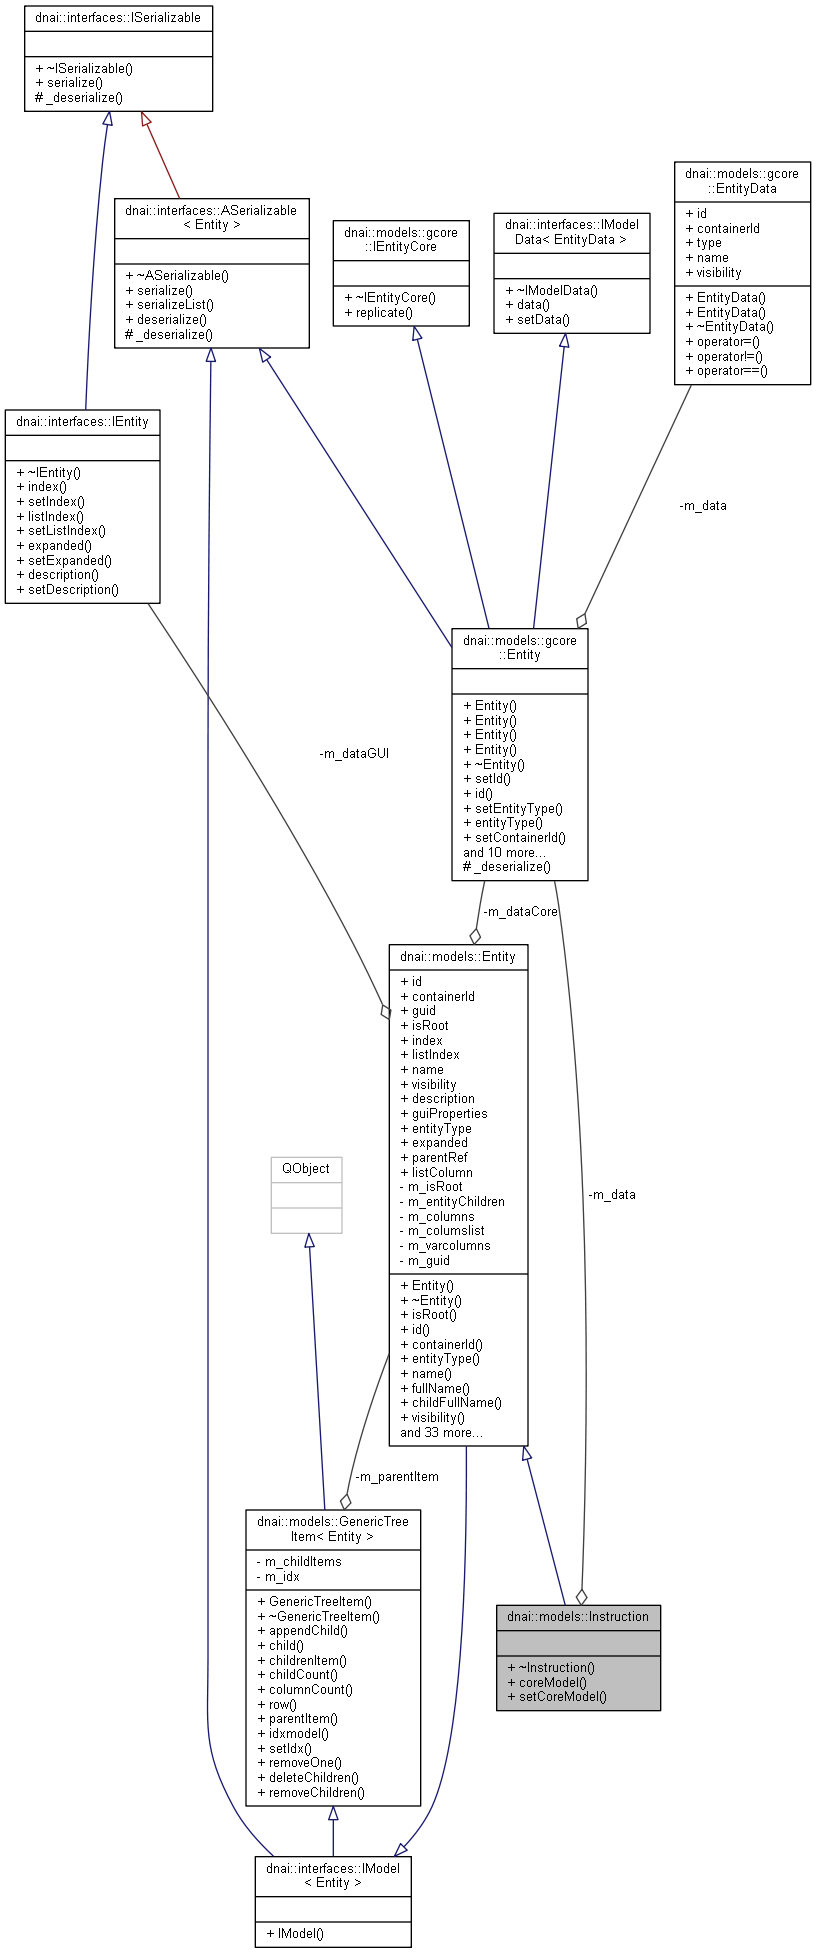 dnai::interfaces::ISerializable
+ ~ISerializable()
+ serialize()
# _deserialize()
dnai::interfaces::ASerializable
< Entity >
+ ~ASerializable()
+ serialize()
+ serializeList()
+ deserialize()
# _deserialize()
dnai::models::gcore
::IEntityCore
+ ~IEntityCore()
+ replicate()
dnai::interfaces::IModel
Data< EntityData >
+ ~IModelData()
+ data()
+ setData()
dnai::models::gcore
::EntityData
+ id
+ containerId
+ type
+ name
+ visibility
+ EntityData()
+ EntityData()
+ ~EntityData()
+ operator=()
+ operator!=()
+ operator==()
dnai::interfaces::IEntity
+ ~IEntity()
+ index()
+ setIndex()
+ listIndex()
+ setListIndex()
+ expanded()
+ setExpanded()
+ description()
+ setDescription()
-m_data
dnai::models::gcore
::Entity
+ Entity()
+ Entity()
+ Entity()
+ Entity()
+ ~Entity()
+ setId()
+ id()
+ setEntityType()
+ entityType()
+ setContainerId()
and 10 more...
# _deserialize()
-m_dataGUI
-m_dataCore
dnai::models::Entity
+ id
+ containerId
+ guid
+ isRoot
+ index
+ listIndex
+ name
+ visibility
+ description
+ guiProperties
+ entityType
+ expanded
+ parentRef
+ listColumn
- m_isRoot
- m_entityChildren
- m_columns
- m_columslist
- m_varcolumns
- m_guid
+ Entity()
+ ~Entity()
+ isRoot()
+ id()
+ containerId()
+ entityType()
+ name()
+ fullName()
+ childFullName()
+ visibility()
and 33 more...
-m_data
QObject
-m_parentItem
dnai::models::GenericTree
Item< Entity >
- m_childItems
- m_idx
+ GenericTreeItem()
+ ~GenericTreeItem()
+ appendChild()
+ child()
+ childrenItem()
+ childCount()
+ columnCount()
+ row()
+ parentItem()
+ idxmodel()
+ setIdx()
+ removeOne()
+ deleteChildren()
+ removeChildren()
dnai::models::Instruction
+ ~Instruction()
+ coreModel()
+ setCoreModel()
dnai::interfaces::IModel
< Entity >
+ IModel()